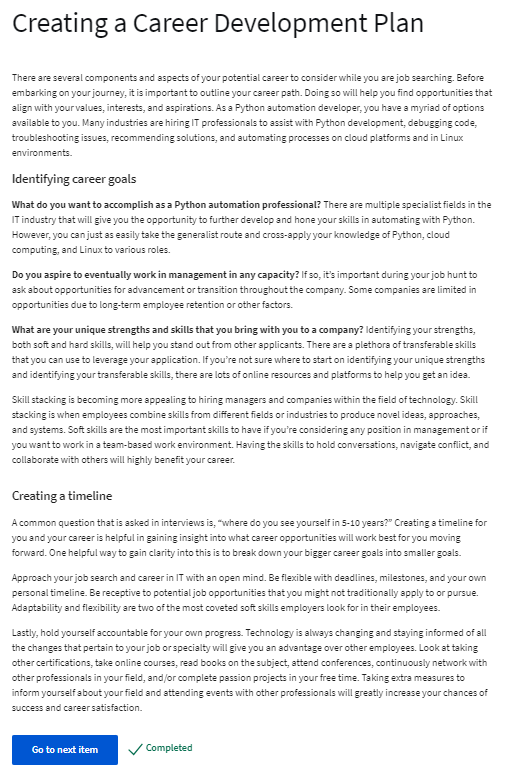 Creating a Career Development Plan
There are several components and aspects of your potential career to consider while you are job searching. Before
embarking on your journey, it is important to outline your career path. Doing so will help you find opportunities that
align with your values, interests, and aspirations. As a Python automation developer, you have a myriad of options
available to you. Many industries are hiring IT professionals to assist with Python development, debugging code,
troubleshooting issues, recommending solutions, and automating processes on cloud platforms and in Linux
environments.
Identifying career goals
What do you want to accomplish as a Python automation professional? There are multiple specialist fields in the
IT industry that will give you the opportunity to further develop and hone your skills in automating with Python.
However, you can just as easily take the generalist route and cross-apply your knowledge of Python, cloud
computing, and Linux to various roles.
Do you aspire to eventually work in management in any capacity? If so, it's important during your job hunt to
ask about opportunities for advancement or transition throughout the company. Some companies are limited in
opportunities due to long-term employee retention or other factors.
What are your unique strengths and skills that you bring with you to a company? Identifying your strengths,
both soft and hard skills, will help you stand out from other applicants. There are a plethora of transferable skills
that you can use to leverage your application. If you're not sure where to start on identifying your unique strengths
and identifying your transferable skills, there are lots of online resources and platforms to help you get an idea.
Skill stacking is becoming more appealing to hiring managers and companies within the field of technology. Skill
stacking is when employees combine skills from different fields or industries to produce novel ideas, approaches,
and systems. Soft skills are the most important skills to have if you're considering any position in management or if
you want to work in a team-based work environment. Having the skills to hold conversations, navigate conflict, and
collaborate with others will highly benefit your career.
Creating a timeline
A common question that is asked in interviews is, "where do you see yourself in 5-10 years?" Creating a timeline for
you and your career is helpful in gaining insight into what career opportunities will work best for you moving
forward. One helpful way to gain clarity into this is to break down your bigger career goals into smaller goals.
Approach your job search and career in IT with an open mind. Be flexible with deadlines, milestones, and your own
personal timeline. Be receptive to potential job opportunities that you might not traditionally apply to or pursue.
Adaptability and flexibility are two of the most coveted soft skills employers look for in their employees.
Lastly, hold yourself accountable for your own progress. Technology is always changing and staying informed of all
the changes that pertain to your job or specialty will give you an advantage over other employees. Look at taking
other certifications, take online courses, read books on the subject, attend conferences, continuously network with
other professionals in your field, and/or complete passion projects in your free time. Taking extra measures to
inform yourself about your field and attending events with other professionals will greatly increase your chances of
success and career satisfaction.
Go to next item
Completed